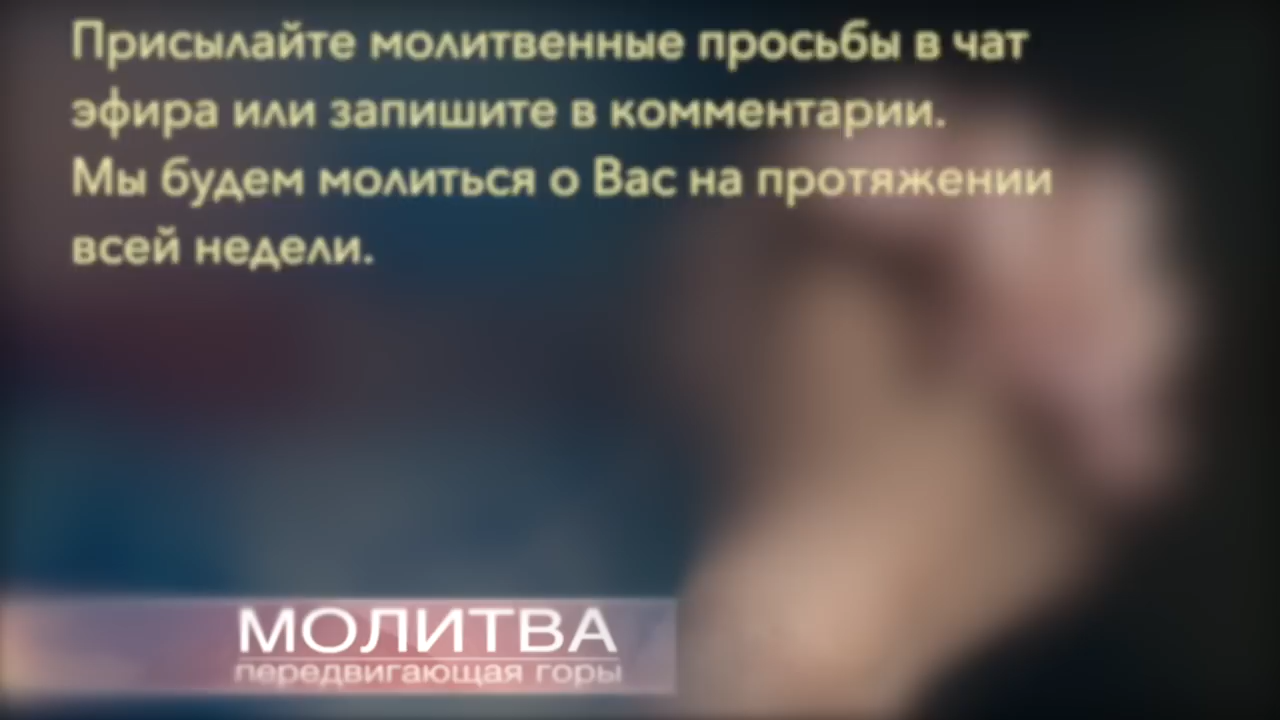 Присылайте молитвенные просьбы в чат
эфира или запишите в комментарии.
Мы будем молиться о Вас на протяжении
всей недели.
МОЛИТВА
передвигающая горы